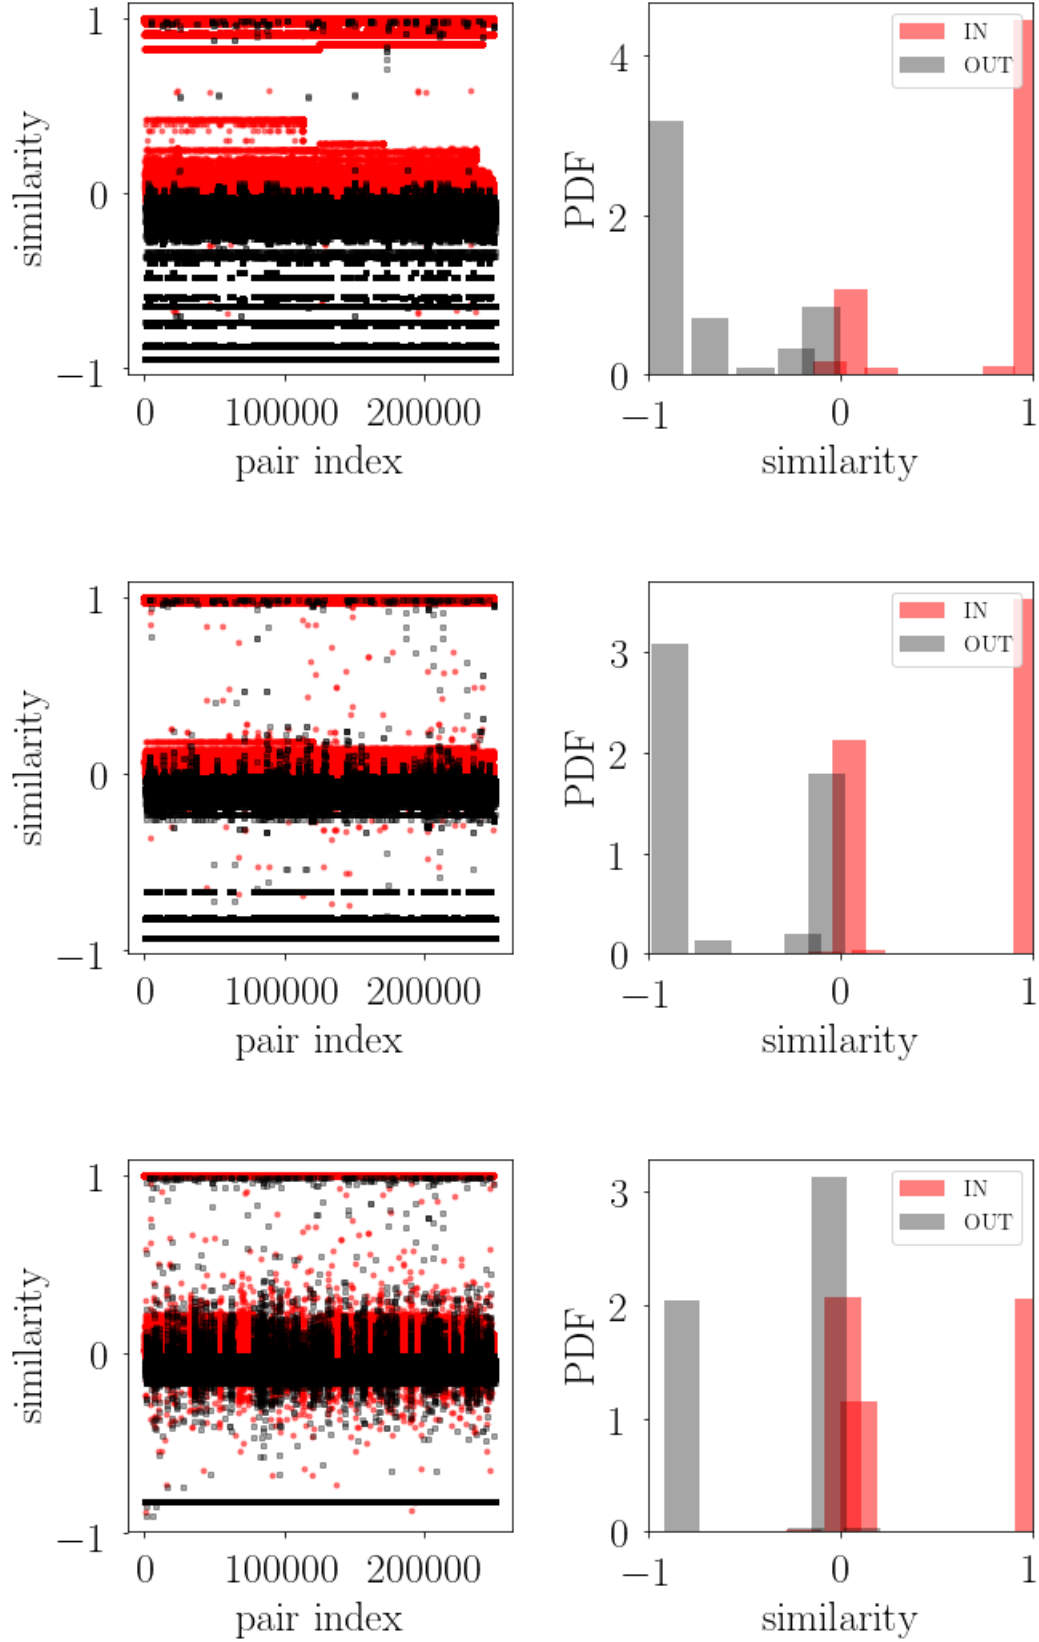 1
0
−1
similarity
0
100000
200000
pair index
4
2
0
PDF
−1
0
1
similarity
IN
OUT
1
0
−1
similarity
0
100000
200000
pair index
3
2
1
0
PDF
−1
0
1
similarity
IN
OUT
1
0
−1
similarity
0
100000
200000
pair index
3
2
1
0
PDF
−1
0
1
similarity
IN
OUT